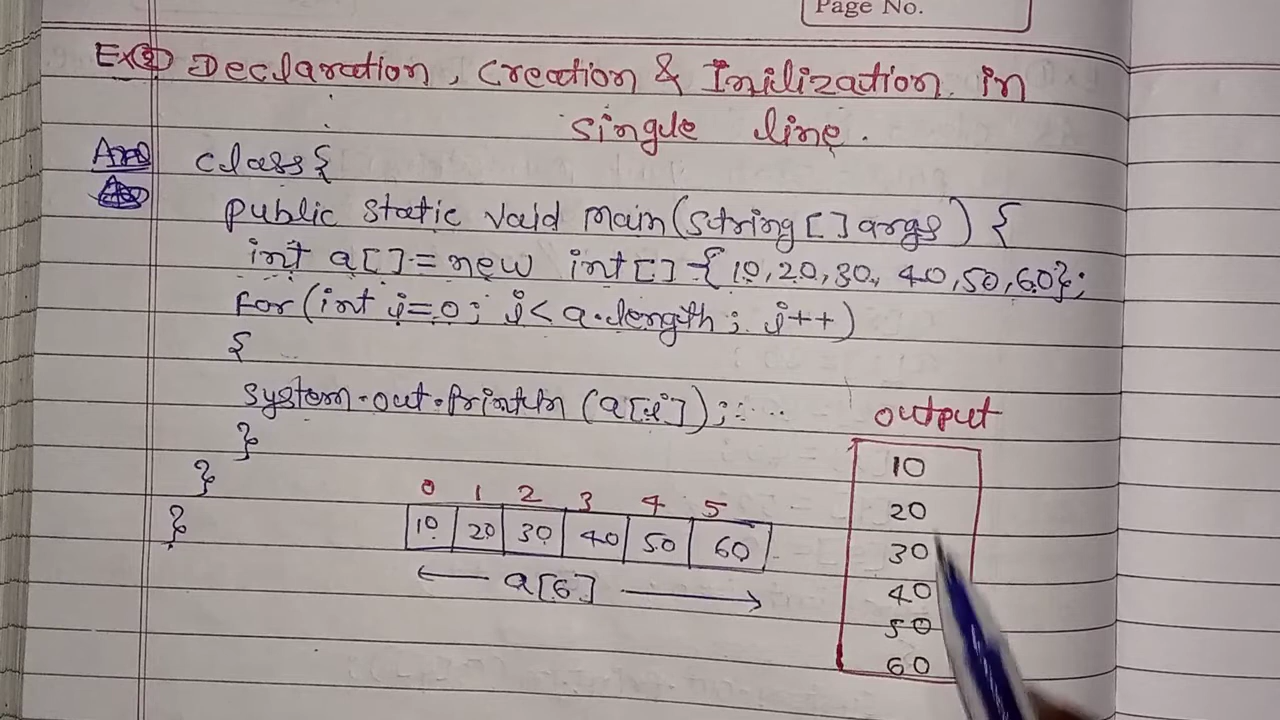 Page No.
Ex② Declaration, Creation & Inilization in
single line.
Ans class{
public static void main(String[]args) {
int a[]=new int[]{10,20,30, 40,50,60};
for(int i=0; i<a.length; i++)
{
System.out.println(a[i]);
}
}
}
output
10
20
30
40
50
60
0 1 2 3 4 5
10 20 30 40 50 60
a[6]